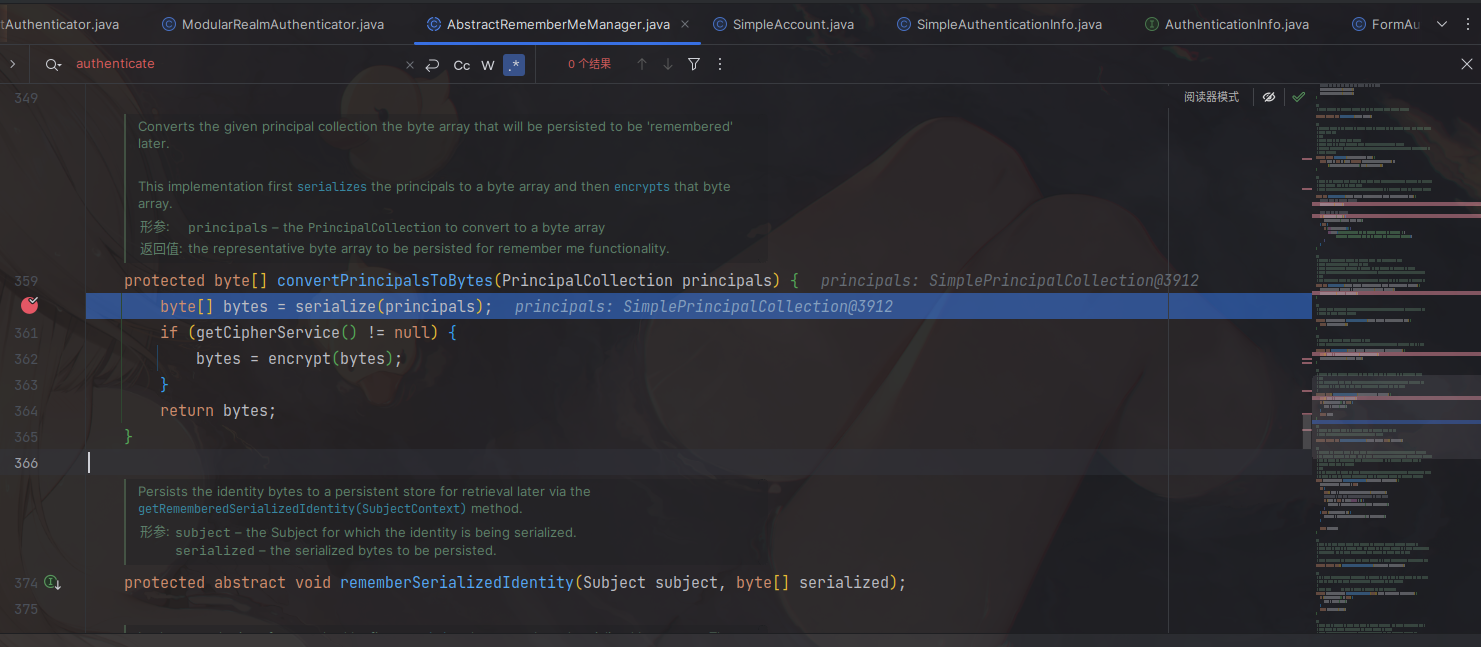 tAuthenticator.java ModularRealmAuthenticator.java AbstractRememberMeManager.java SimpleAccount.java SimpleAuthenticationInfo.java AuthenticationInfo.java FormAu
authenticate Cc W .* 0 个结果
阅读器模式
349
Converts the given principal collection the byte array that will be persisted to be 'remembered'
later.
This implementation first serializes the principals to a byte array and then encrypts that byte
array.
形参: principals – the PrincipalCollection to convert to a byte array
返回值: the representative byte array to be persisted for remember me functionality.
359 protected byte[] convertPrincipalsToBytes(PrincipalCollection principals) { principals: SimplePrincipalCollection@3912
byte[] bytes = serialize(principals); principals: SimplePrincipalCollection@3912
361 if (getCipherService() != null) {
362 bytes = encrypt(bytes);
363 }
364 return bytes;
365 }
366
Persists the identity bytes to a persistent store for retrieval later via the
getRememberedSerializedIdentity(SubjectContext) method.
形参: subject – the Subject for which the identity is being serialized.
serialized – the serialized bytes to be persisted.
374 protected abstract void rememberSerializedIdentity(Subject subject, byte[] serialized);
375